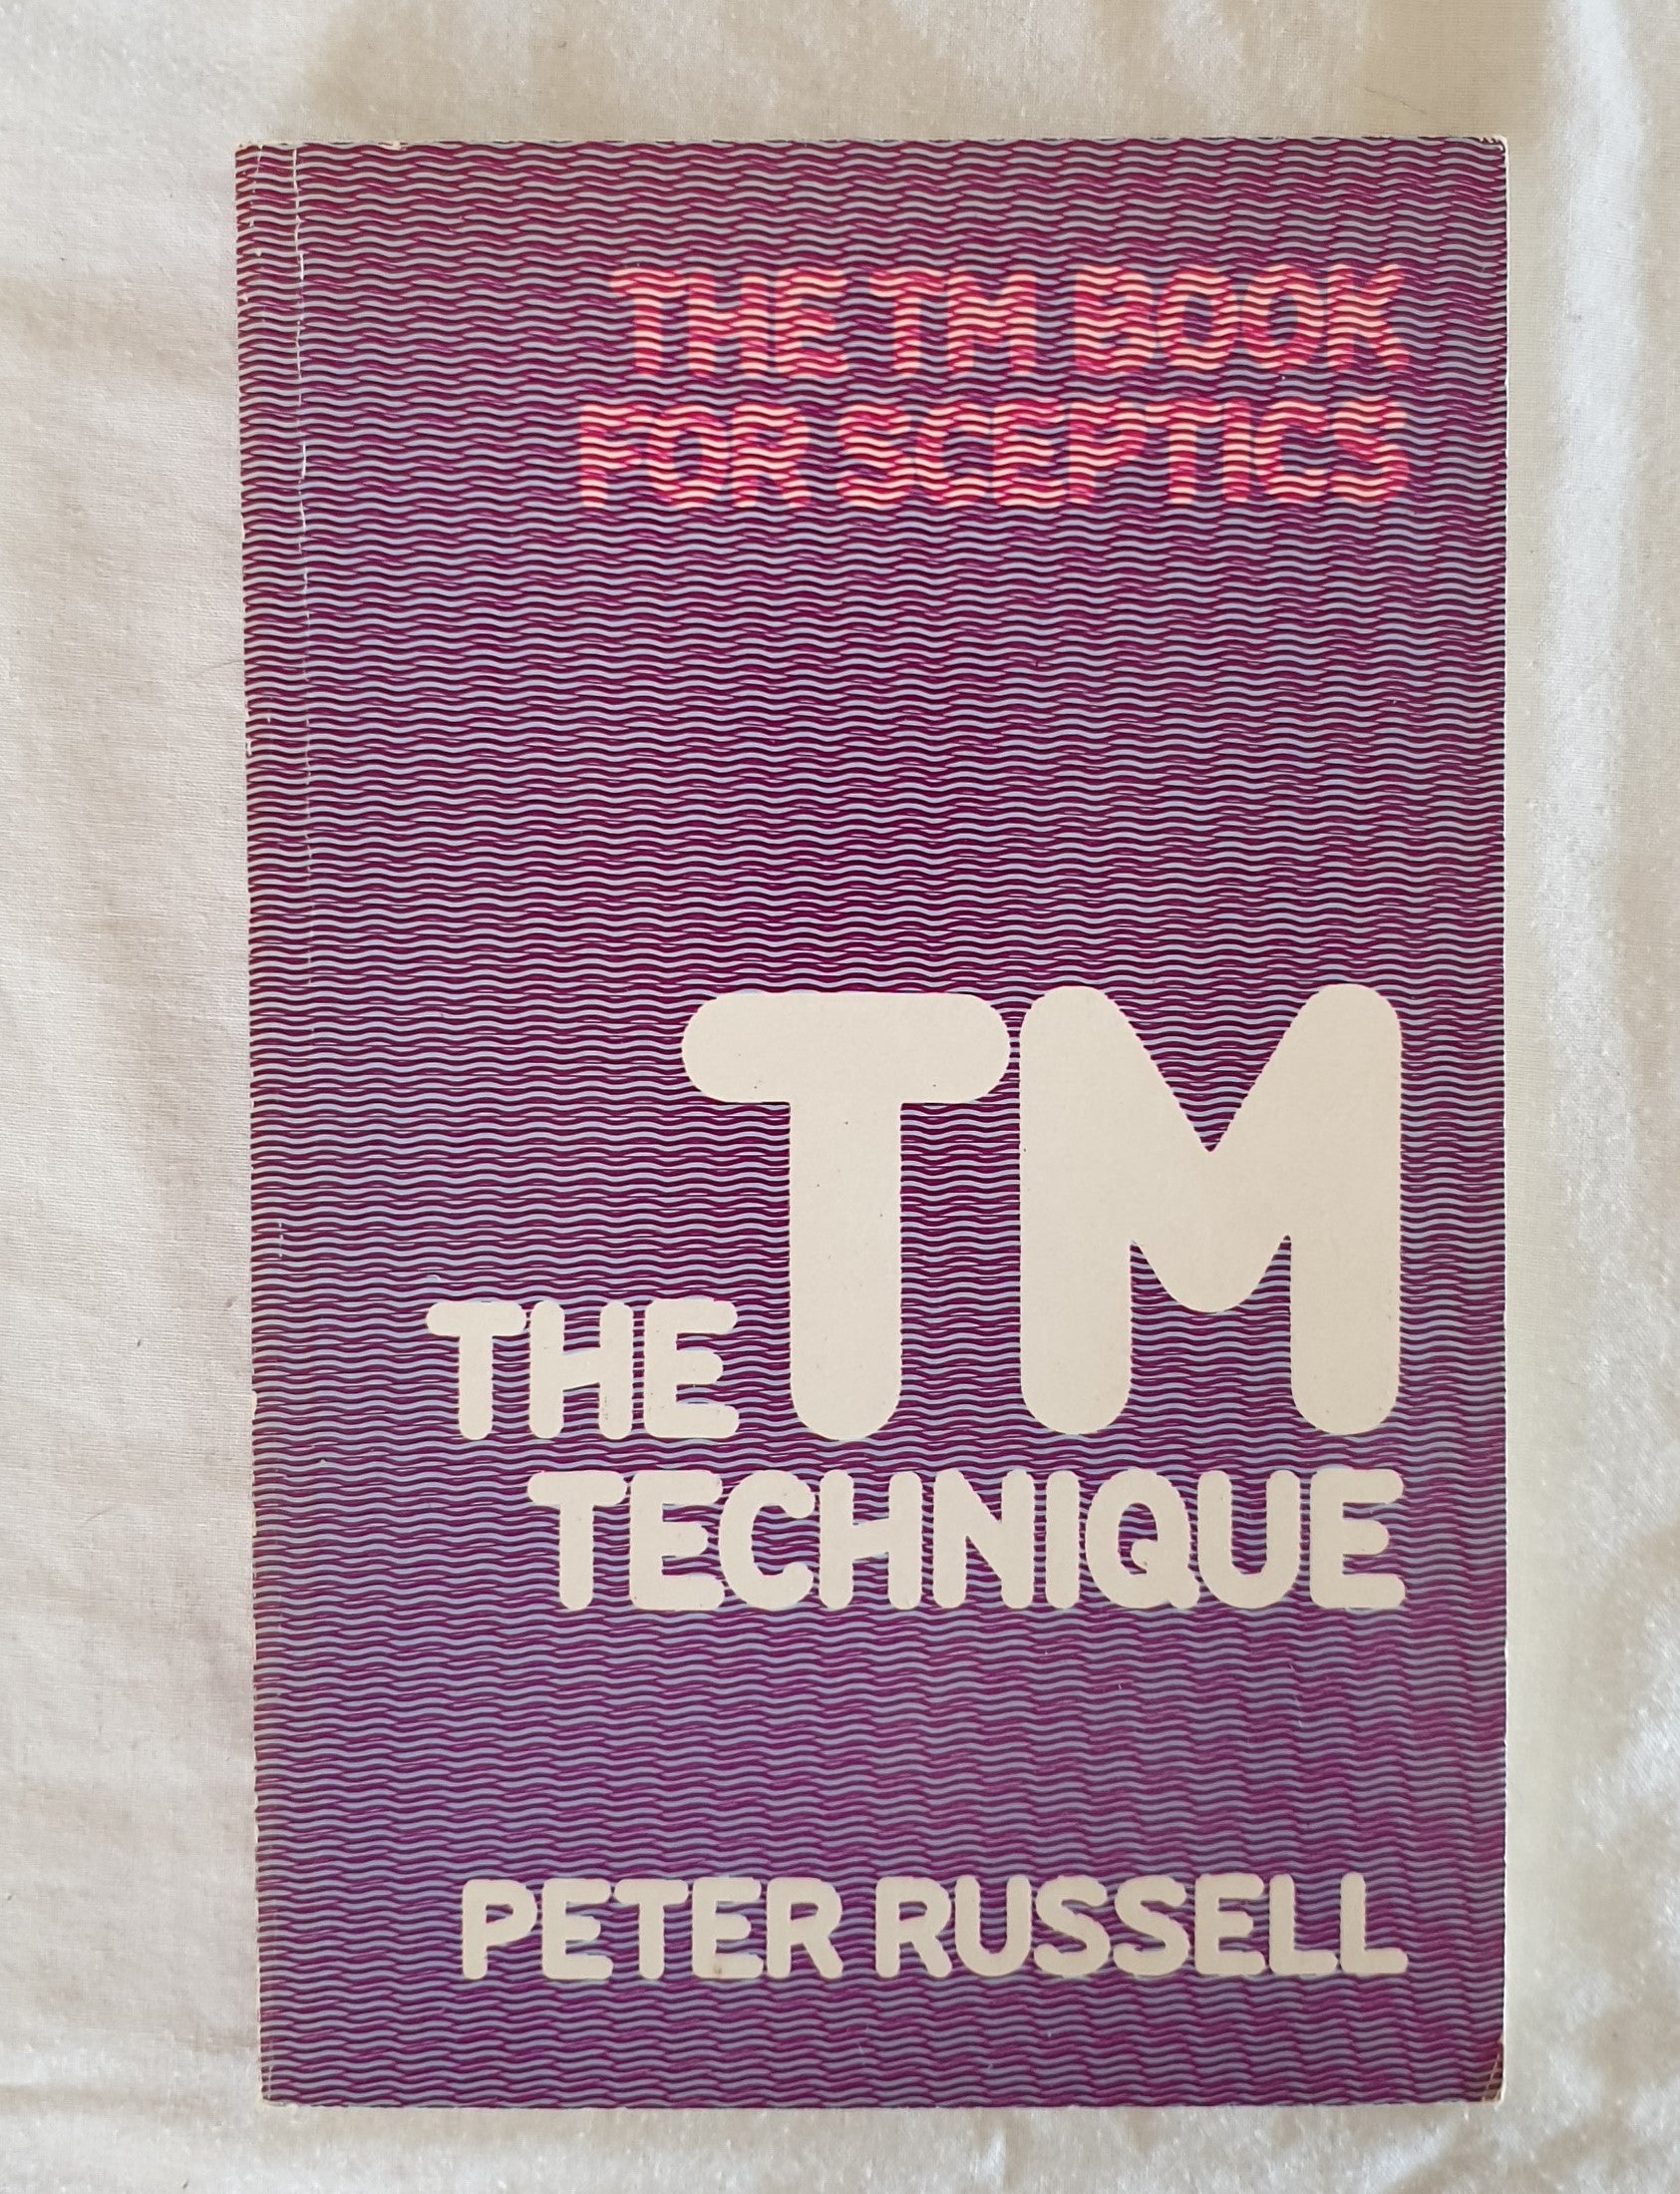 THE TM BOOK
FOR SCEPTICS
THE TM
TECHNIQUE
PETER RUSSELL